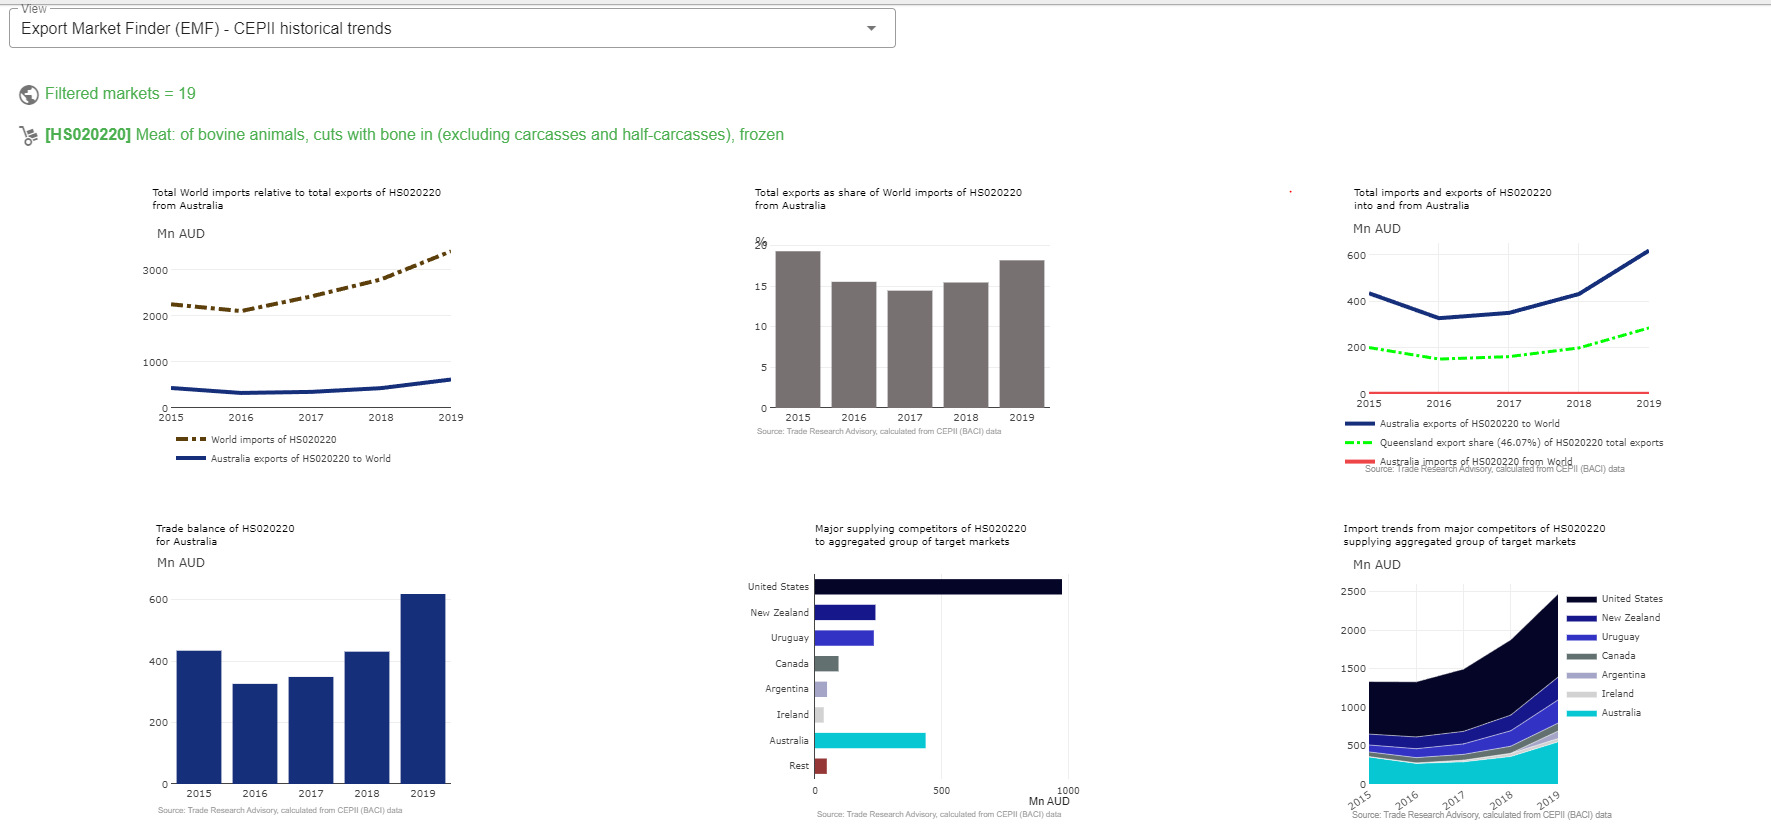 View
Export Market Finder (EMF) - CEPII historical trends
Filtered markets = 19
[HS020220] Meat: of bovine animals, cuts with bone in (excluding carcasses and half-carcasses), frozen
Total World imports relative to total exports of HS020220
from Australia
Mn AUD
3000
2000
1000
0
2015 2016 2017 2018 2019
World imports of HS020220
Australia exports of HS020220 to World
Total exports as share of World imports of HS020220
from Australia
%
20
15
10
5
0
2015 2016 2017 2018 2019
Source: Trade Research Advisory, calculated from CEPII (BACI) data
Total imports and exports of HS020220
into and from Australia
Mn AUD
600
400
200
0
2015 2016 2017 2018 2019
Australia exports of HS020220 to World
Queensland export share (46.07%) of HS020220 total exports
Australia imports of HS020220 from World
Source: Trade Research Advisory, calculated from CEPII (BACI) data
Trade balance of HS020220
for Australia
Mn AUD
600
400
200
0
2015 2016 2017 2018 2019
Source: Trade Research Advisory, calculated from CEPII (BACI) data
Major supplying competitors of HS020220
to aggregated group of target markets
United States
New Zealand
Uruguay
Canada
Argentina
Ireland
Australia
Rest
0 500 1000
Mn AUD
Source: Trade Research Advisory, calculated from CEPII (BACI) data
Import trends from major competitors of HS020220
supplying aggregated group of target markets
Mn AUD
2500
2000
1500
1000
500
0
2015 2016 2017 2018 2019
United States
New Zealand
Uruguay
Canada
Argentina
Ireland
Australia
Source: Trade Research Advisory, calculated from CEPII (BACI) data